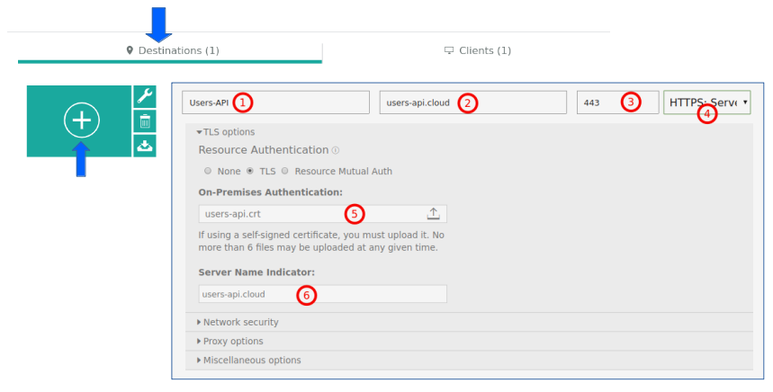 Destinations (1)
Clients (1)
Users-API 1
users-api.cloud 2
443 3
HTTPS: Serve
4
TLS options
Resource Authentication
None TLS Resource Mutual Auth
On-Premises Authentication:
users-api.crt 5
If using a self-signed certificate, you must upload it. No
more than 6 files may be uploaded at any given time.
Server Name Indicator:
users-api.cloud 6
Network security
Proxy options
Miscellaneous options